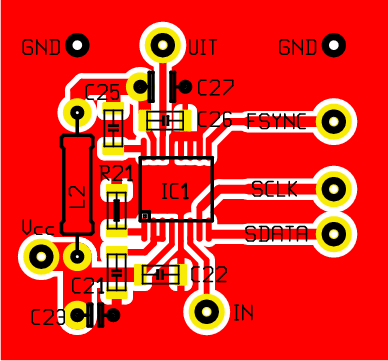 GND UIT GND
C25 C27
C26 FSYNC
R21
L2 IC1 SCLK
Vcc SDATA
C21 C22
C23 IN